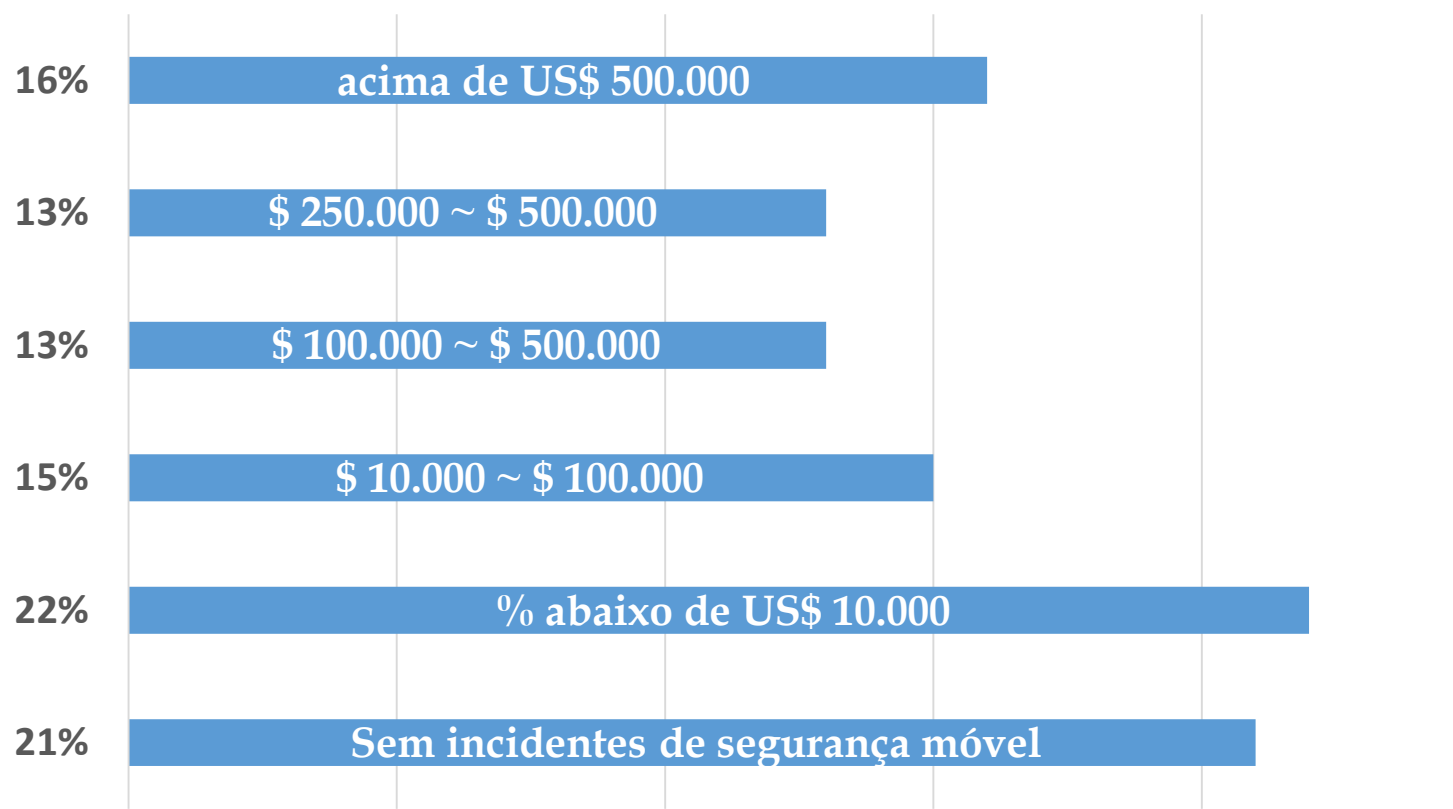 16% acima de US$ 500.000
13% $ 250.000 ~ $ 500.000
13% $ 100.000 ~ $ 500.000
15% $ 10.000 ~ $ 100.000
22% % abaixo de US$ 10.000
21% Sem incidentes de segurança móvel